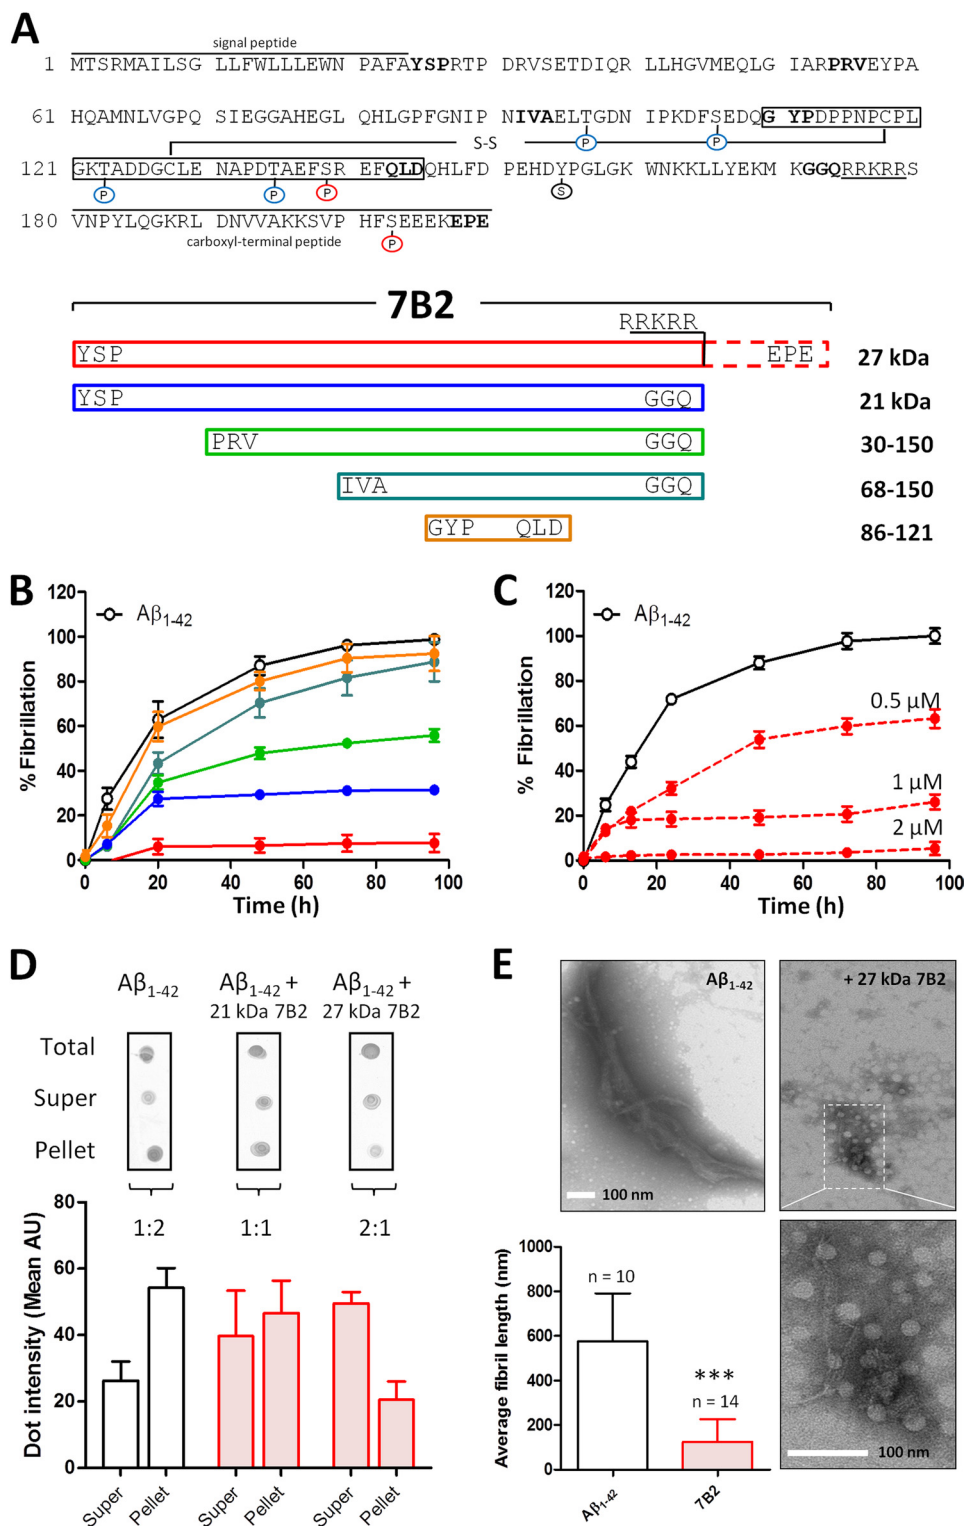 A
signal peptide
1 MTSRMAILSG LLFWLLLEWN PAFAYSPRTP DRVSETDIQR LLHGVMEQLG IARPRVEYPA
61 HQAMNLVGPQ SIEGGAHEGL QHLGPFGNIP NIVAELTGDN IPKDFSEDQG YPDPPNPCPL
S-S P P
121 GKTADDGCLE NAPDTAEFSR EFQLDQHLFD PEHDYPGLGK WNKKLLYEKM KGGQRRKRRS
P P P S
180 VNPYLQGKRL DNVVAKKSVP HFSEEEKEPE
carboxyl-terminal peptide P
7B2
RRKRR
YSP EPE 27 kDa
YSP GGQ 21 kDa
PRV GGQ 30-150
IVA GGQ 68-150
GYP QLD 86-121
B
% Fibrillation
120
100
80
60
40
20
0
Aβ1-42
0 20 40 60 80 100
Time (h)
C
% Fibrillation
120
100
80
60
40
20
0
Aβ1-42
0.5 µM
1 µM
2 µM
0 20 40 60 80 100
Time (h)
D
Aβ1-42 Aβ1-42 + 21 kDa 7B2 Aβ1-42 + 27 kDa 7B2
Total
Super
Pellet
Dot intensity (Mean AU)
80
60
40
20
0
1:2 1:1 2:1
Super Pellet Super Pellet Super Pellet
E
Aβ1-42
100 nm
+ 27 kDa 7B2
Average fibril length (nm)
1000
800
600
400
200
0
n = 10
***
n = 14
Aβ1-42 7B2
100 nm